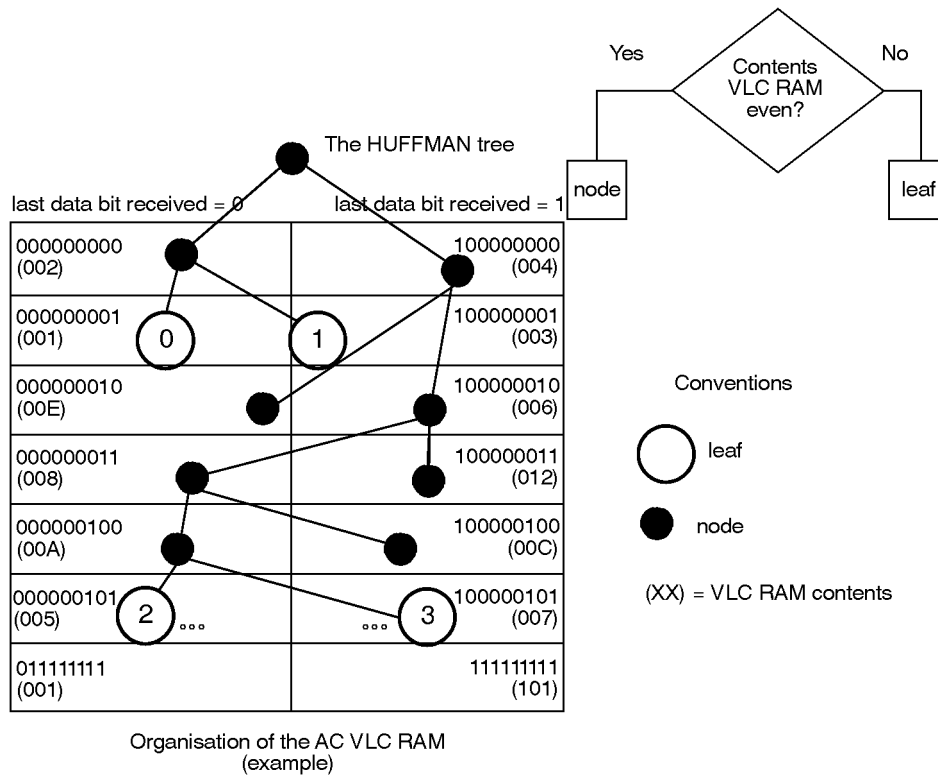 Yes
No
Contents
VLC RAM
even?
node
leaf
The HUFFMAN tree
last data bit received = 0
last data bit received = 1
000000000
(002)
100000000
(004)
000000001
(001)
0
1
100000001
(003)
000000010
(00E)
100000010
(006)
000000011
(008)
100000011
(012)
000000100
(00A)
100000100
(00C)
000000101
(005)
2
...
...
3
100000101
(007)
011111111
(001)
111111111
(101)
Conventions
leaf
node
(XX) = VLC RAM contents
Organisation of the AC VLC RAM
(example)